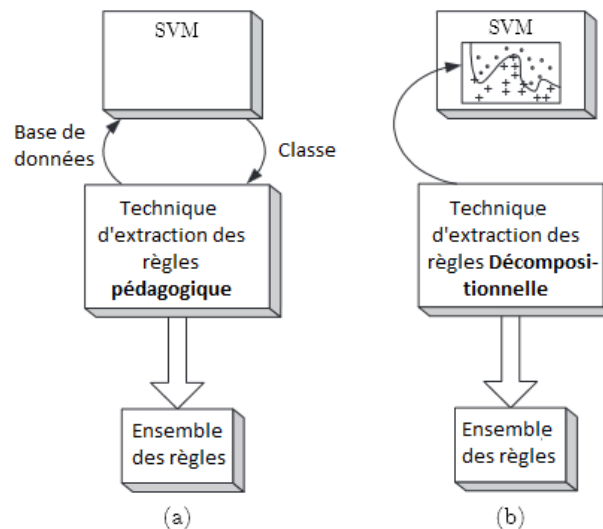 SVM
Base de
données
Classe
Technique
d'extraction des
règles
pédagogique
Ensemble
des règles
(a)
SVM
Technique
d'extraction des
règles Décomposi-
tionnelle
Ensemble
des règles
(b)